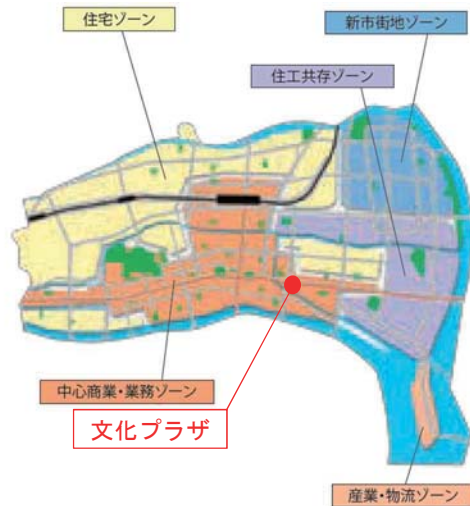 住宅ゾーン
新市街地ゾーン
住工共存ゾーン
中心商業・業務ゾーン
文化プラザ
産業・物流ゾーン